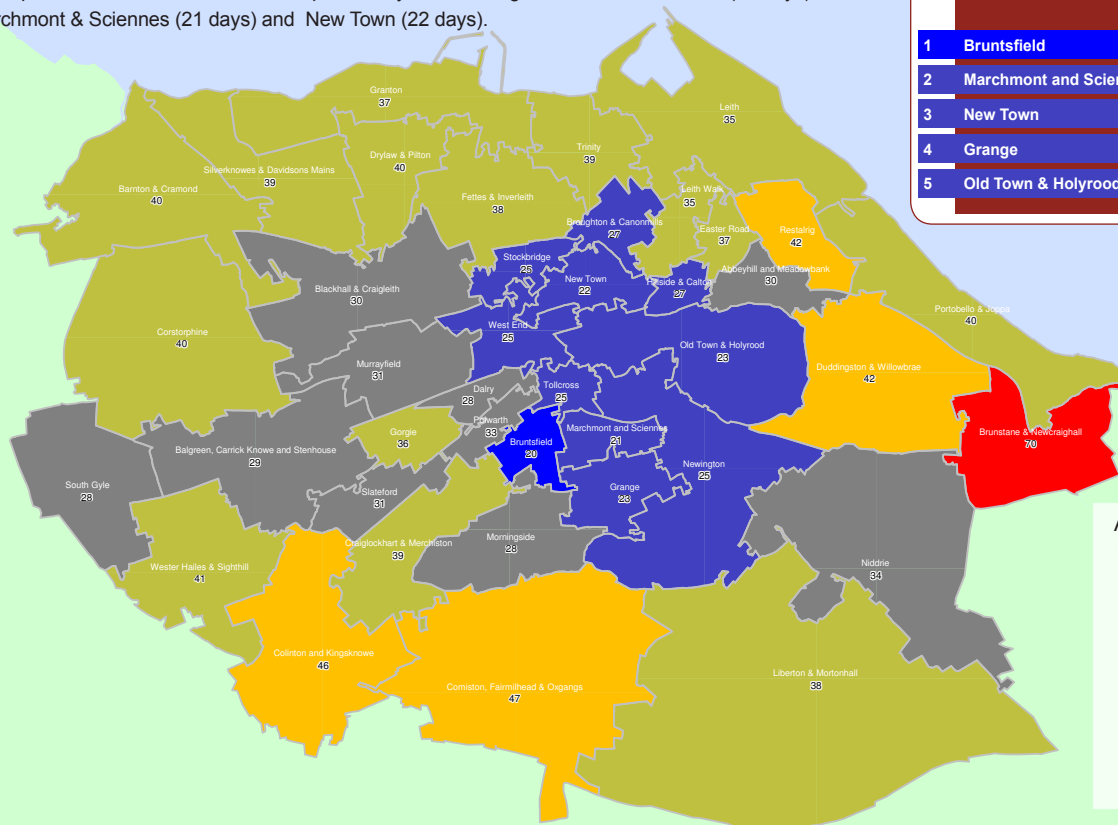 rchmont & Sciennes (21 days) and New Town (22 days).
1 Bruntsfield
2 Marchmont and Scien
3 New Town
4 Grange
5 Old Town & Holyrood
Granton
37
Leith
35
Trinity
39
Drylaw & Pilton
40
Silverknowes & Davidsons Mains
39
Barnton & Cramond
40
Fettes & Inverleith
38
Leith Walk
35
Broughton & Canonmills
27
Easter Road
37
Restalrig
42
Stockbridge
25
New Town
22
Hillside & Calton
27
Abbeyhill and Meadowbank
30
Blackhall & Craigleith
30
Portobello & Joppa
40
Corstorphine
40
West End
25
Old Town & Holyrood
23
Murrayfield
31
Duddingston & Willowbrae
42
Dalry
28
Tollcross
25
Polwarth
33
Gorgie
36
Bruntsfield
20
Marchmont and Sciennes
21
Brunstane & Newcraighall
70
Balgreen, Carrick Knowe and Stenhouse
29
Newington
25
South Gyle
28
Slateford
31
Grange
23
Craiglockhart & Merchiston
39
Morningside
28
Wester Hailes & Sighthill
41
Niddrie
34
Colinton and Kingsknowe
46
Comiston, Fairmilhead & Oxgangs
47
Liberton & Mortonhall
38